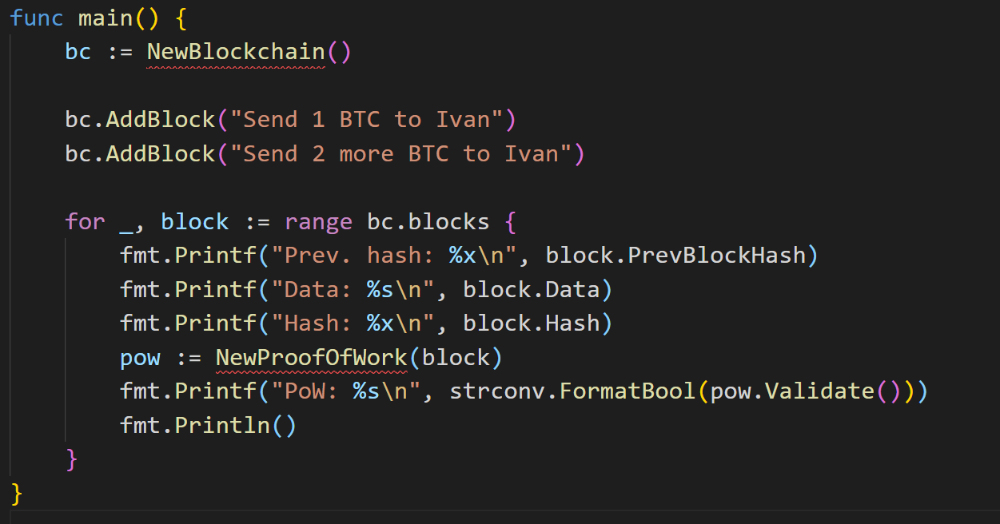 func main() {
    bc := NewBlockchain()

    bc.AddBlock("Send 1 BTC to Ivan")
    bc.AddBlock("Send 2 more BTC to Ivan")

    for _, block := range bc.blocks {
        fmt.Printf("Prev. hash: %x\n", block.PrevBlockHash)
        fmt.Printf("Data: %s\n", block.Data)
        fmt.Printf("Hash: %x\n", block.Hash)
        pow := NewProofOfWork(block)
        fmt.Printf("PoW: %s\n", strconv.FormatBool(pow.Validate()))
        fmt.Println()
    }
}